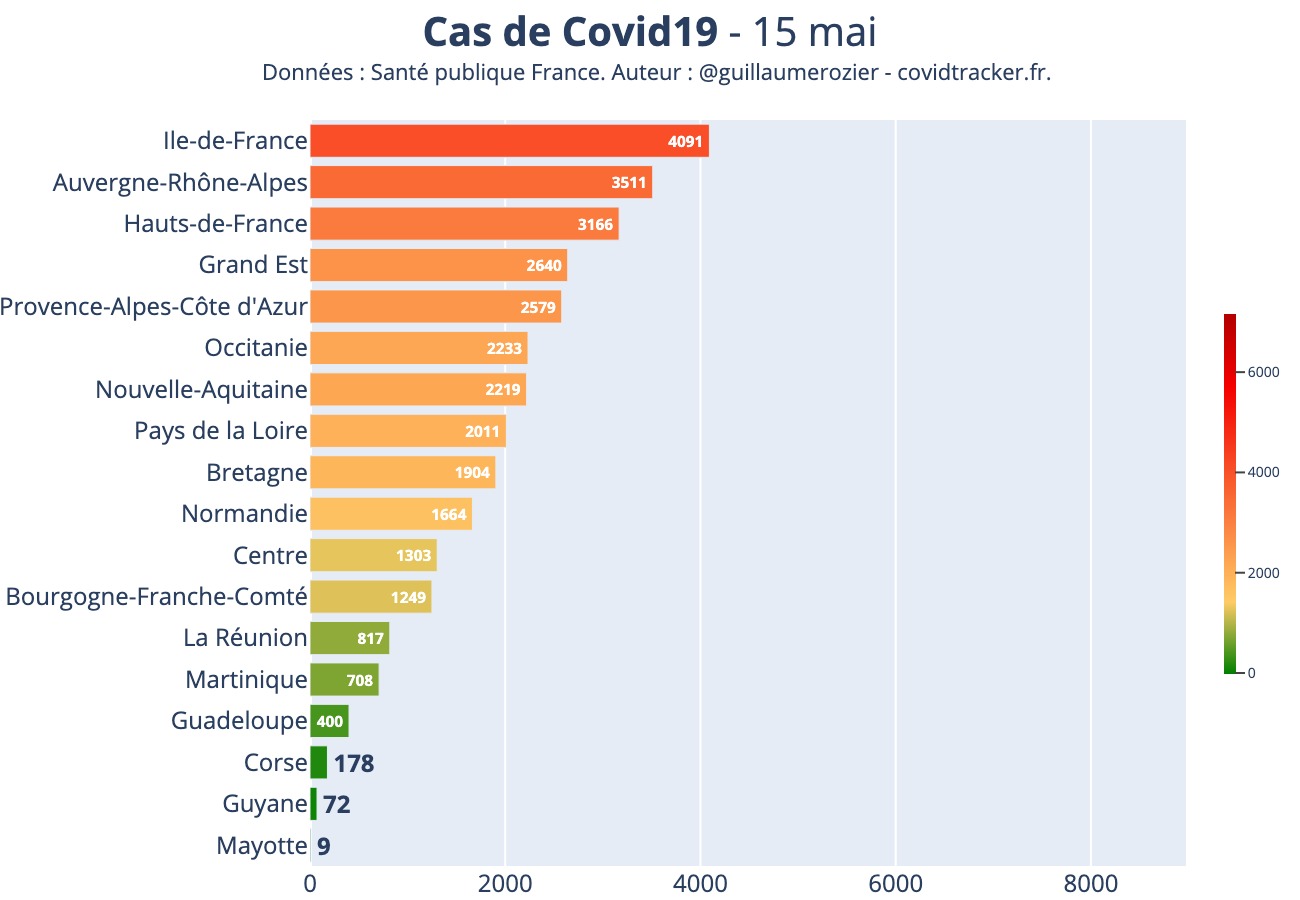 Cas de Covid19 - 15 mai
Données : Santé publique France. Auteur : @guillaumerozier - covidtracker.fr.
Ile-de-France 4091
Auvergne-Rhône-Alpes 3511
Hauts-de-France 3166
Grand Est 2640
Provence-Alpes-Côte d'Azur 2579
Occitanie 2233
Nouvelle-Aquitaine 2219
Pays de la Loire 2011
Bretagne 1904
Normandie 1664
Centre 1303
Bourgogne-Franche-Comté 1249
La Réunion 817
Martinique 708
Guadeloupe 400
Corse 178
Guyane 72
Mayotte 9
0 2000 4000 6000 8000
6000
4000
2000
0